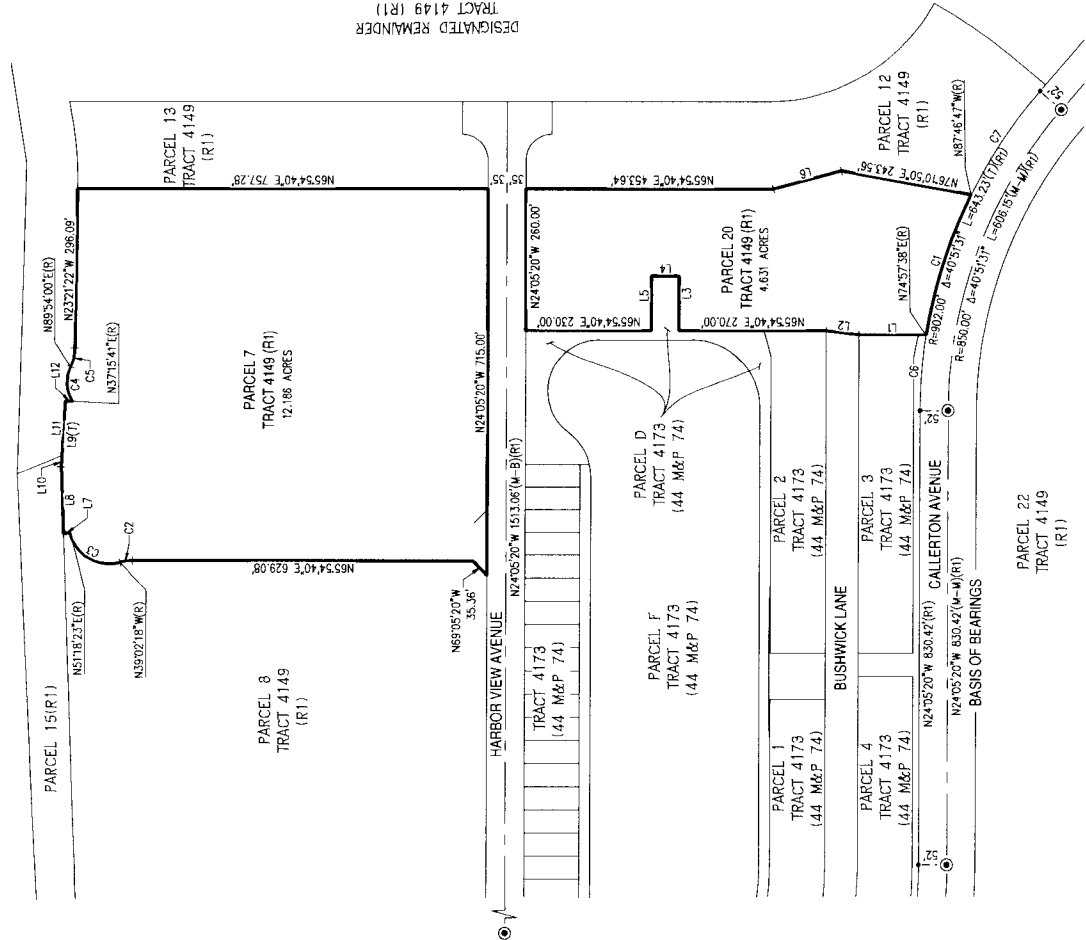 DESIGNATED REMAINDER
TRACT 4149 (R1)
PARCEL 15(R1)
L10
L11
L9(T)
L8
L7
L12
C4
C5
C3
C2
N89°54'00"E(R)
N23°21'22"W 296.09'
N37°15'41"E(R)
N51°18'23"E(R)
N39°02'18"W(R)
PARCEL 13
TRACT 4149
(R1)
PARCEL 7
TRACT 4149 (R1)
12.186 ACRES
N65°54'40"E 757.28'
N65°54'40"E 629.08'
N69°05'20"W
35.36'
N24°05'20"W 715.00'
PARCEL 8
TRACT 4149
(R1)
HARBOR VIEW AVENUE
N24°05'20"W 1513.06'(M-B)(R1)
35'
35'
TRACT 4173
(44 M&P 74)
N24°05'20"W 260.00'
N65°54'40"E 453.64'
N65°54'40"E 230.00'
L5
L4
L3
N65°54'40"E 270.00'
L2
L1
L6
N76°10'50"E 243.56'
PARCEL 20
TRACT 4149 (R1)
4.631 ACRES
PARCEL 12
TRACT 4149
(R1)
N87°46'47"W(R)
N74°57'38"E(R)
PARCEL D
TRACT 4173
(44 M&P 74)
PARCEL F
TRACT 4173
(44 M&P 74)
PARCEL 2
TRACT 4173
(44 M&P 74)
PARCEL 1
TRACT 4173
(44 M&P 74)
BUSHWICK LANE
PARCEL 3
TRACT 4173
(44 M&P 74)
PARCEL 4
TRACT 4173
(44 M&P 74)
C6
C1
C7
R=902.00' Δ=40°51'31" L=643.23'(T)(R1)
R=850.00' Δ=40°51'31" L=606.15'(M-M)(R1)
52'
52'
52'
N24°05'20"W 830.42'(R1)
CALLERTON AVENUE
N24°05'20"W 830.42'(M-M)(R1)
BASIS OF BEARINGS
PARCEL 22
TRACT 4149
(R1)